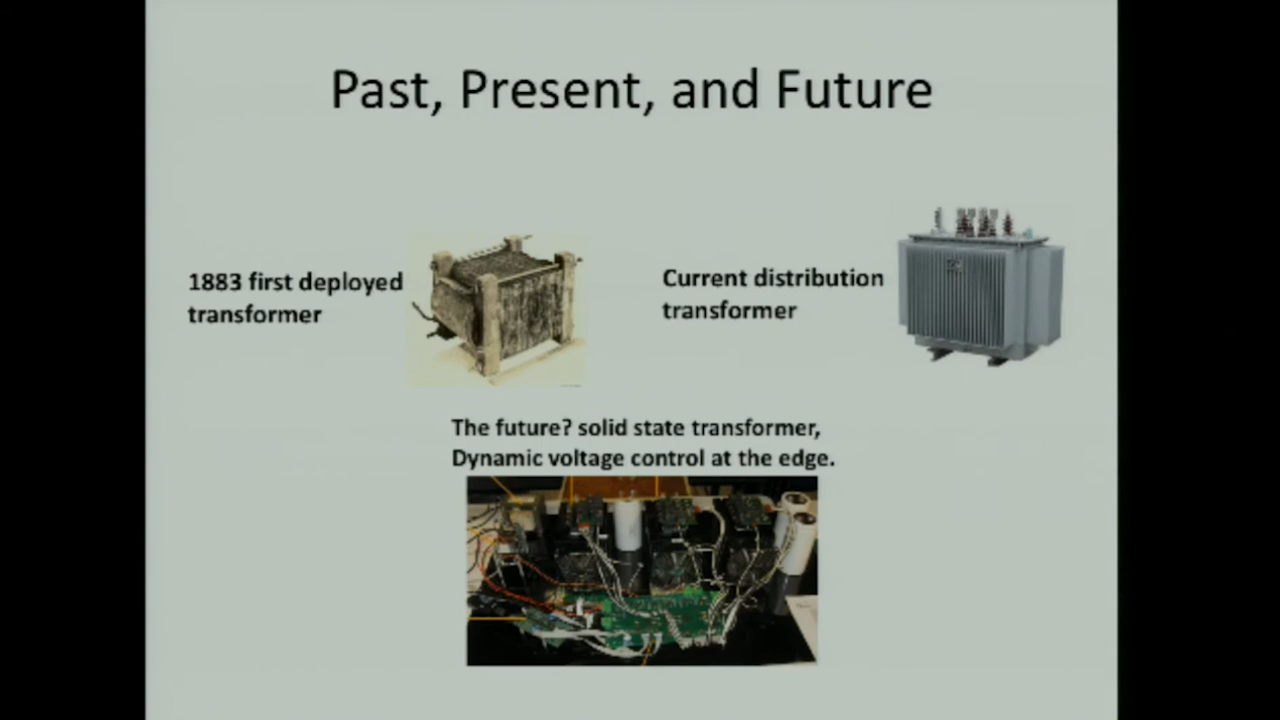 Past, Present, and Future
1883 first deployed
transformer
Current distribution
transformer
The future? solid state transformer,
Dynamic voltage control at the edge.